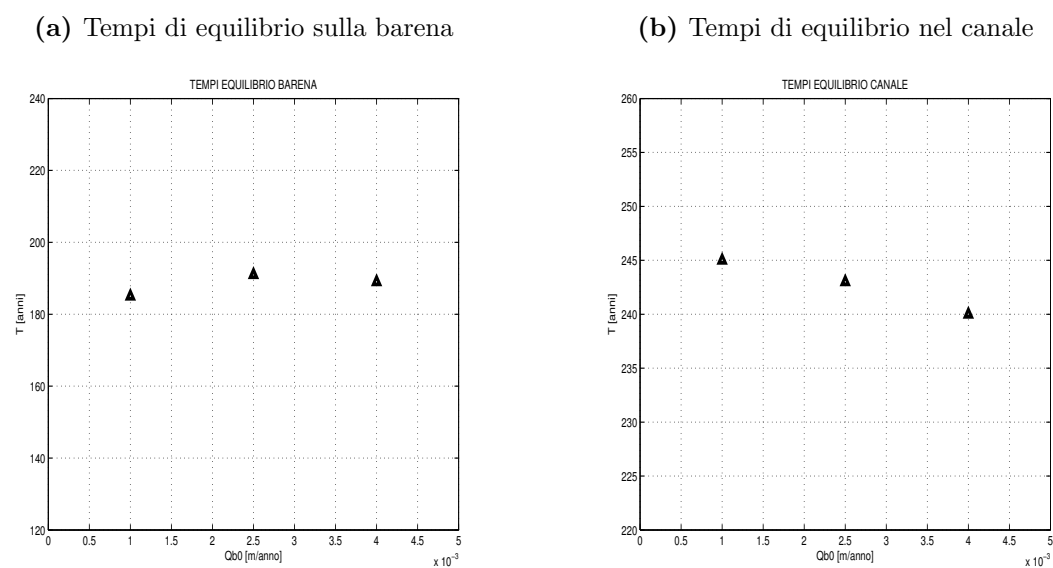 (a) Tempi di equilibrio sulla barena
(b) Tempi di equilibrio nel canale
TEMPI EQUILIBRIO BARENA
240
220
200
180
160
140
120
T [anni]
0 0.5 1 1.5 2 2.5 3 3.5 4 4.5 5
Qb0 [m/anno]
x 10⁻³
TEMPI EQUILIBRIO CANALE
260
255
250
245
240
235
230
225
220
T [anni]
0 0.5 1 1.5 2 2.5 3 3.5 4 4.5 5
Qb0 [m/anno]
x 10⁻³